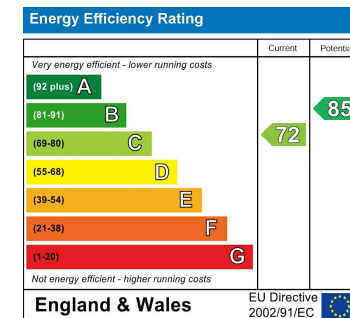 Energy Efficiency Rating
Current Potentia
Very energy efficient - lower running costs
(92 plus) A
(81-91) B
(69-80) C
(55-68) D
(39-54) E
(21-38) F
(1-20) G
72
85
Not energy efficient - higher running costs
England & Wales
EU Directive
2002/91/EC